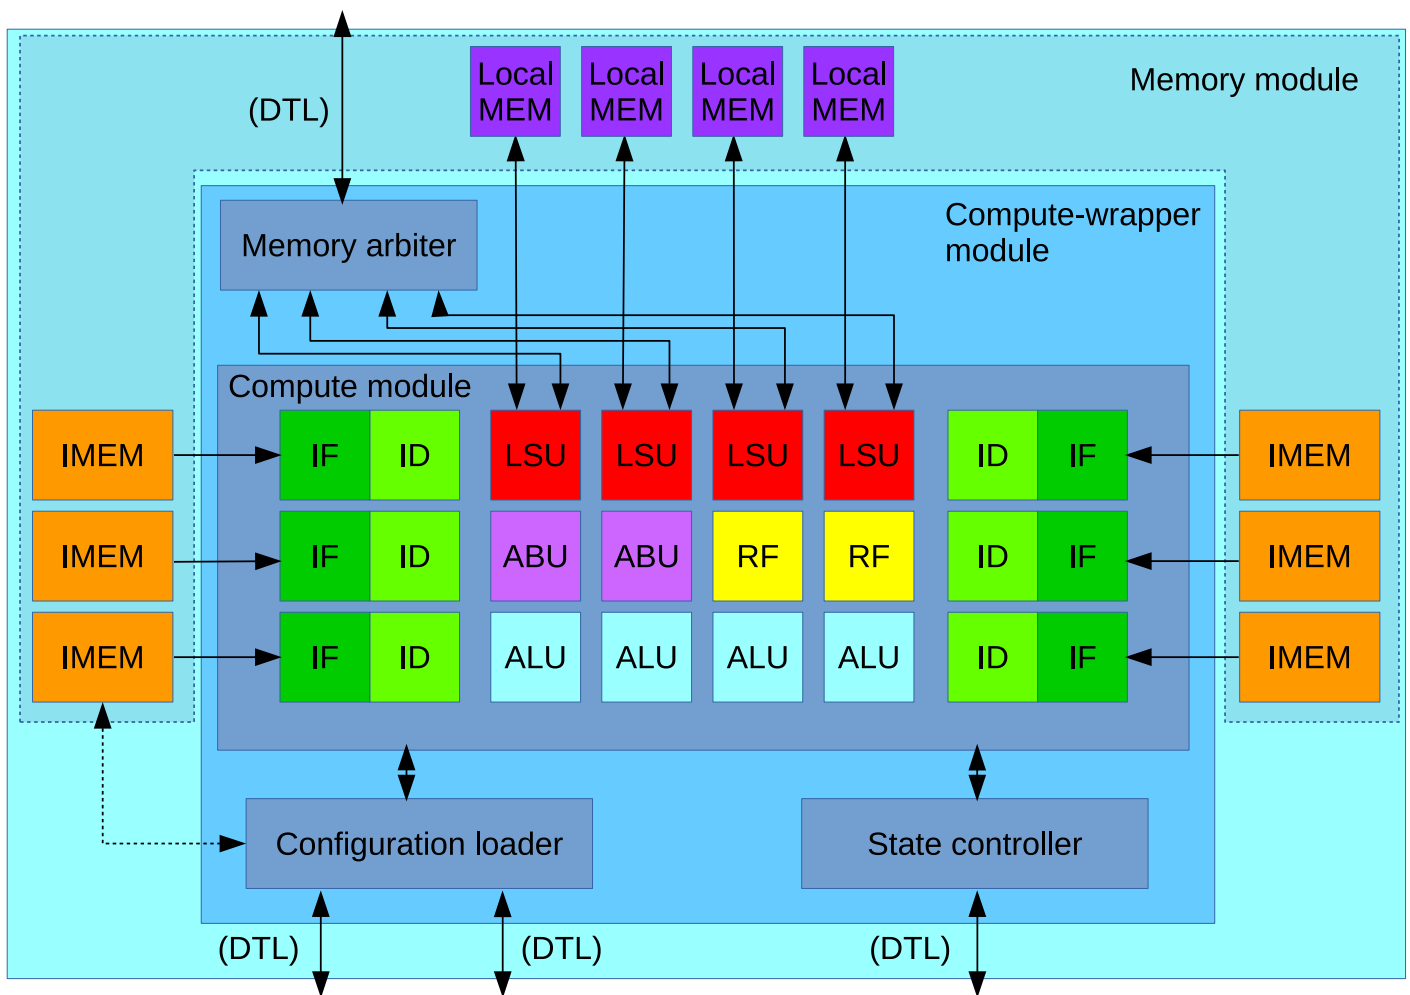 Local Local Local Local
MEM MEM MEM MEM
Memory module
(DTL)
Compute-wrapper
module
Memory arbiter
Compute module
IMEM IF ID LSU LSU LSU LSU ID IF IMEM
IMEM IF ID ABU ABU RF RF ID IF IMEM
IMEM IF ID ALU ALU ALU ALU ID IF IMEM
Configuration loader State controller
(DTL) (DTL) (DTL)